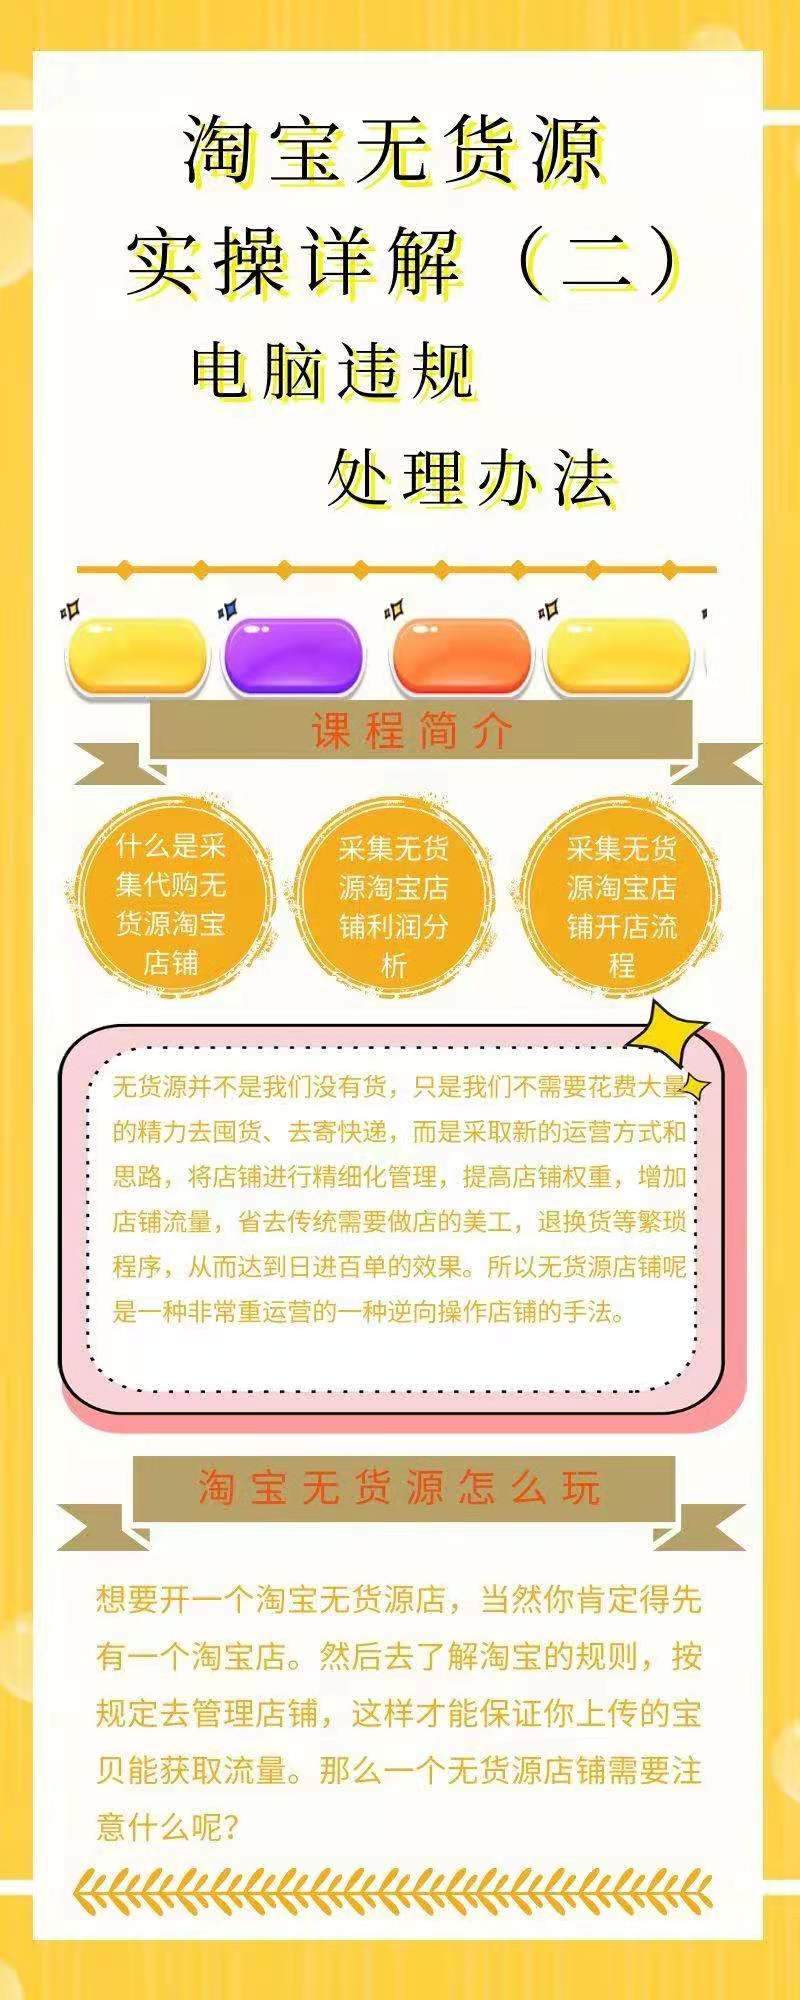 淘宝无货源
实操详解（二）
电脑违规
处理办法
课程简介
什么是采
集代购无
货源淘宝
店铺
采集无货
源淘宝店
铺利润分
析
采集无货
源淘宝店
铺开店流
程
无货源并不是我们没有货，只是我们不需要花费大量
的精力去囤货、去寄快递，而是采取新的运营方式和
思路，将店铺进行精细化管理，提高店铺权重，增加
店铺流量，省去传统需要做店的美工，退换货等繁琐
程序，从而达到日进百单的效果。所以无货源店铺呢
是一种非常重运营的一种逆向操作店铺的手法。
淘宝无货源怎么玩
想要开一个淘宝无货源店，当然你肯定得先
有一个淘宝店。然后去了解淘宝的规则，按
规定去管理店铺，这样才能保证你上传的宝
贝能获取流量。那么一个无货源店铺需要注
意什么呢？